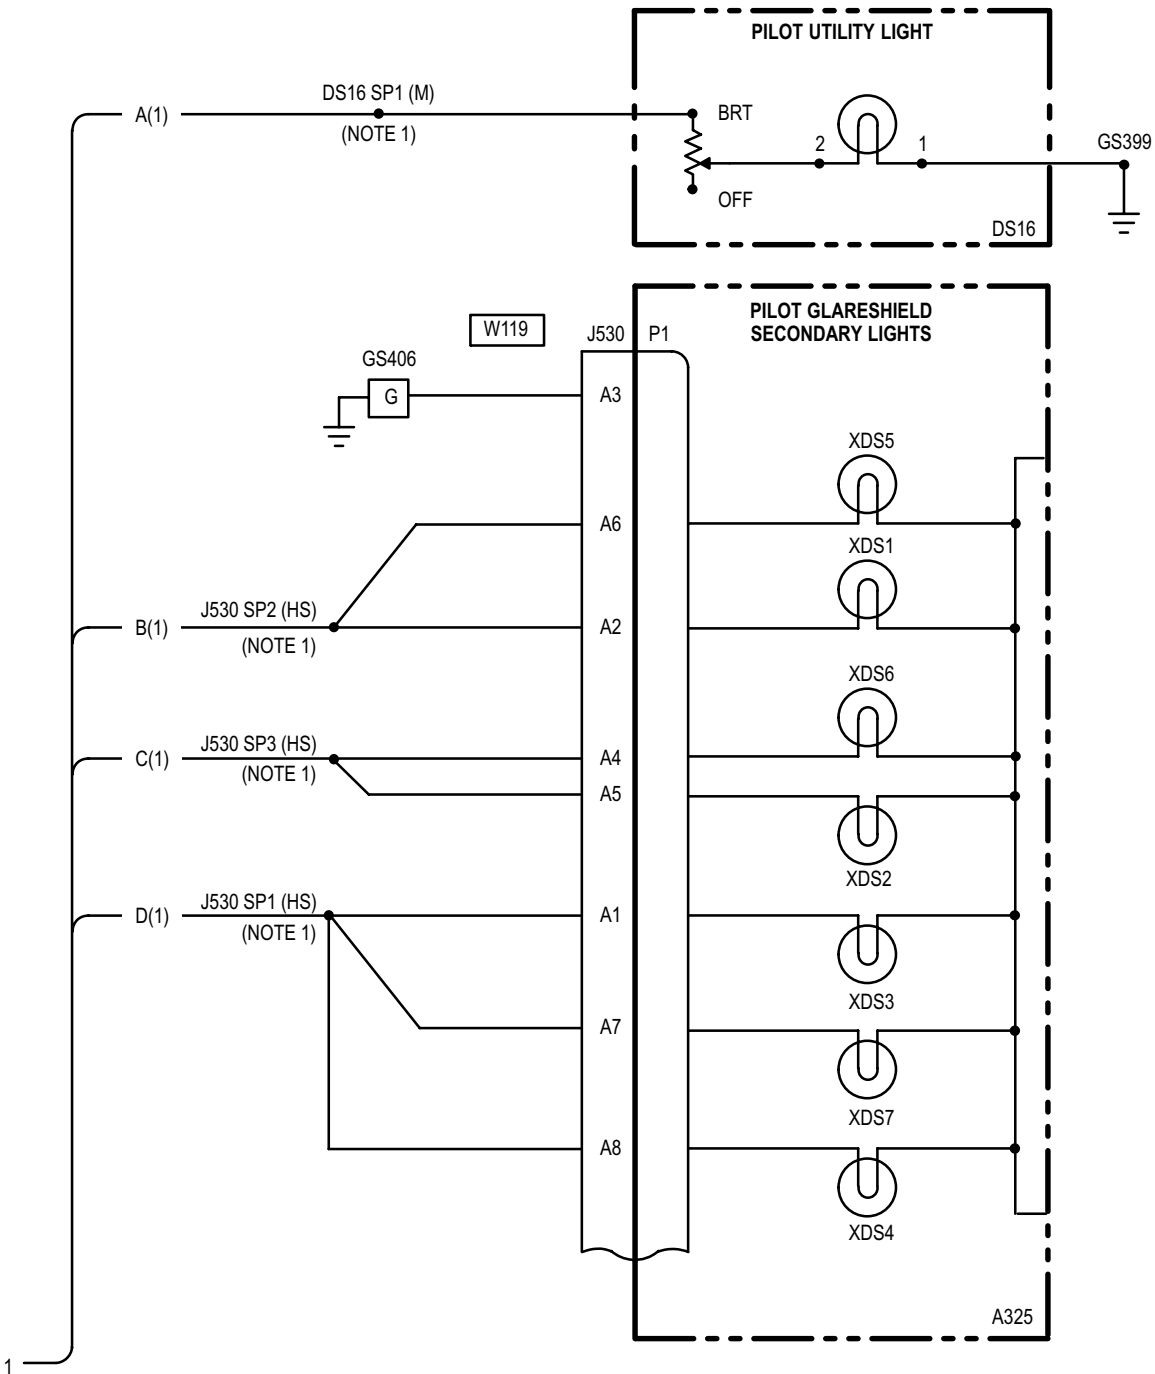 PILOT UTILITY LIGHT
DS16 SP1 (M)
A(1)
(NOTE 1)
BRT
2
1
GS399
OFF
DS16
PILOT GLARESHIELD
SECONDARY LIGHTS
W119
J530
P1
GS406
G
A3
XDS5
A6
XDS1
J530 SP2 (HS)
B(1)
A2
(NOTE 1)
XDS6
J530 SP3 (HS)
C(1)
A4
(NOTE 1)
A5
XDS2
J530 SP1 (HS)
D(1)
A1
(NOTE 1)
XDS3
A7
XDS7
A8
XDS4
A325
1